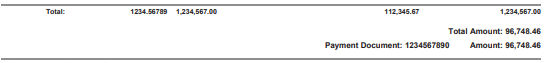 Total: 1234.56789 1,234,567.00 112,345.67 1,234,567.00
Total Amount: 96,748.46
Payment Document: 1234567890 Amount: 96,748.46